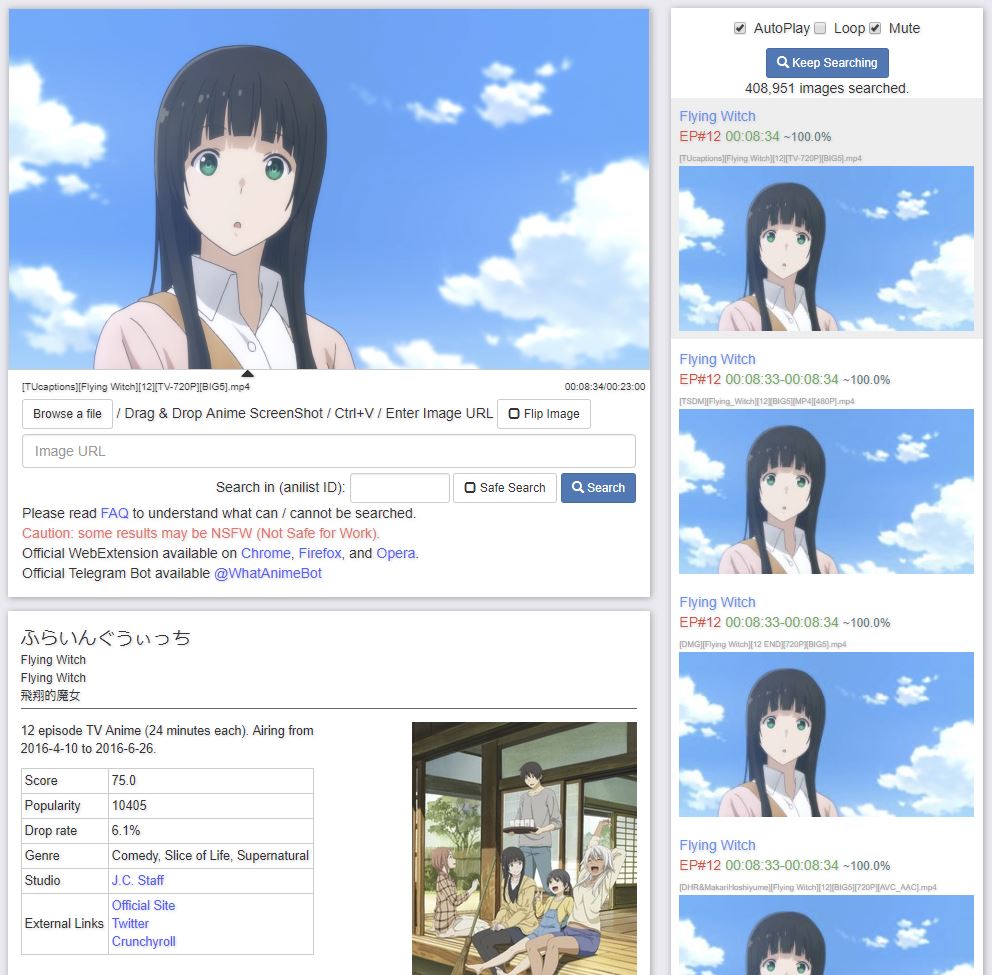 [TUcaptions][Flying Witch][12][TV-720P][BIG5].mp4 00:08:34/00:23:00
Browse a file / Drag & Drop Anime ScreenShot / Ctrl+V / Enter Image URL Flip Image
Image URL
Search in (anilist ID): Safe Search Search
Please read FAQ to understand what can / cannot be searched.
Caution: some results may be NSFW (Not Safe for Work).
Official WebExtension available on Chrome, Firefox, and Opera.
Official Telegram Bot available @WhatAnimeBot
ふらいんぐうぃっち
Flying Witch
Flying Witch
飛翔的魔女
12 episode TV Anime (24 minutes each). Airing from
2016-4-10 to 2016-6-26.
Score 75.0
Popularity 10405
Drop rate 6.1%
Genre Comedy, Slice of Life, Supernatural
Studio J.C. Staff
External Links Official Site
Twitter
Crunchyroll
AutoPlay Loop Mute
Keep Searching
408,951 images searched.
Flying Witch
EP#12 00:08:34 ~100.0%
[TUcaptions][Flying Witch][12][TV-720P][BIG5].mp4
Flying Witch
EP#12 00:08:33-00:08:34 ~100.0%
[TSDM][Flying_Witch][12][BIG5][MP4][480P].mp4
Flying Witch
EP#12 00:08:33-00:08:34 ~100.0%
[DMG][Flying Witch][12 END][720P][BIG5].mp4
Flying Witch
EP#12 00:08:33-00:08:34 ~100.0%
[DHR&MakariHoshiyume][Flying Witch][12][BIG5][720P][AVC_AAC].mp4